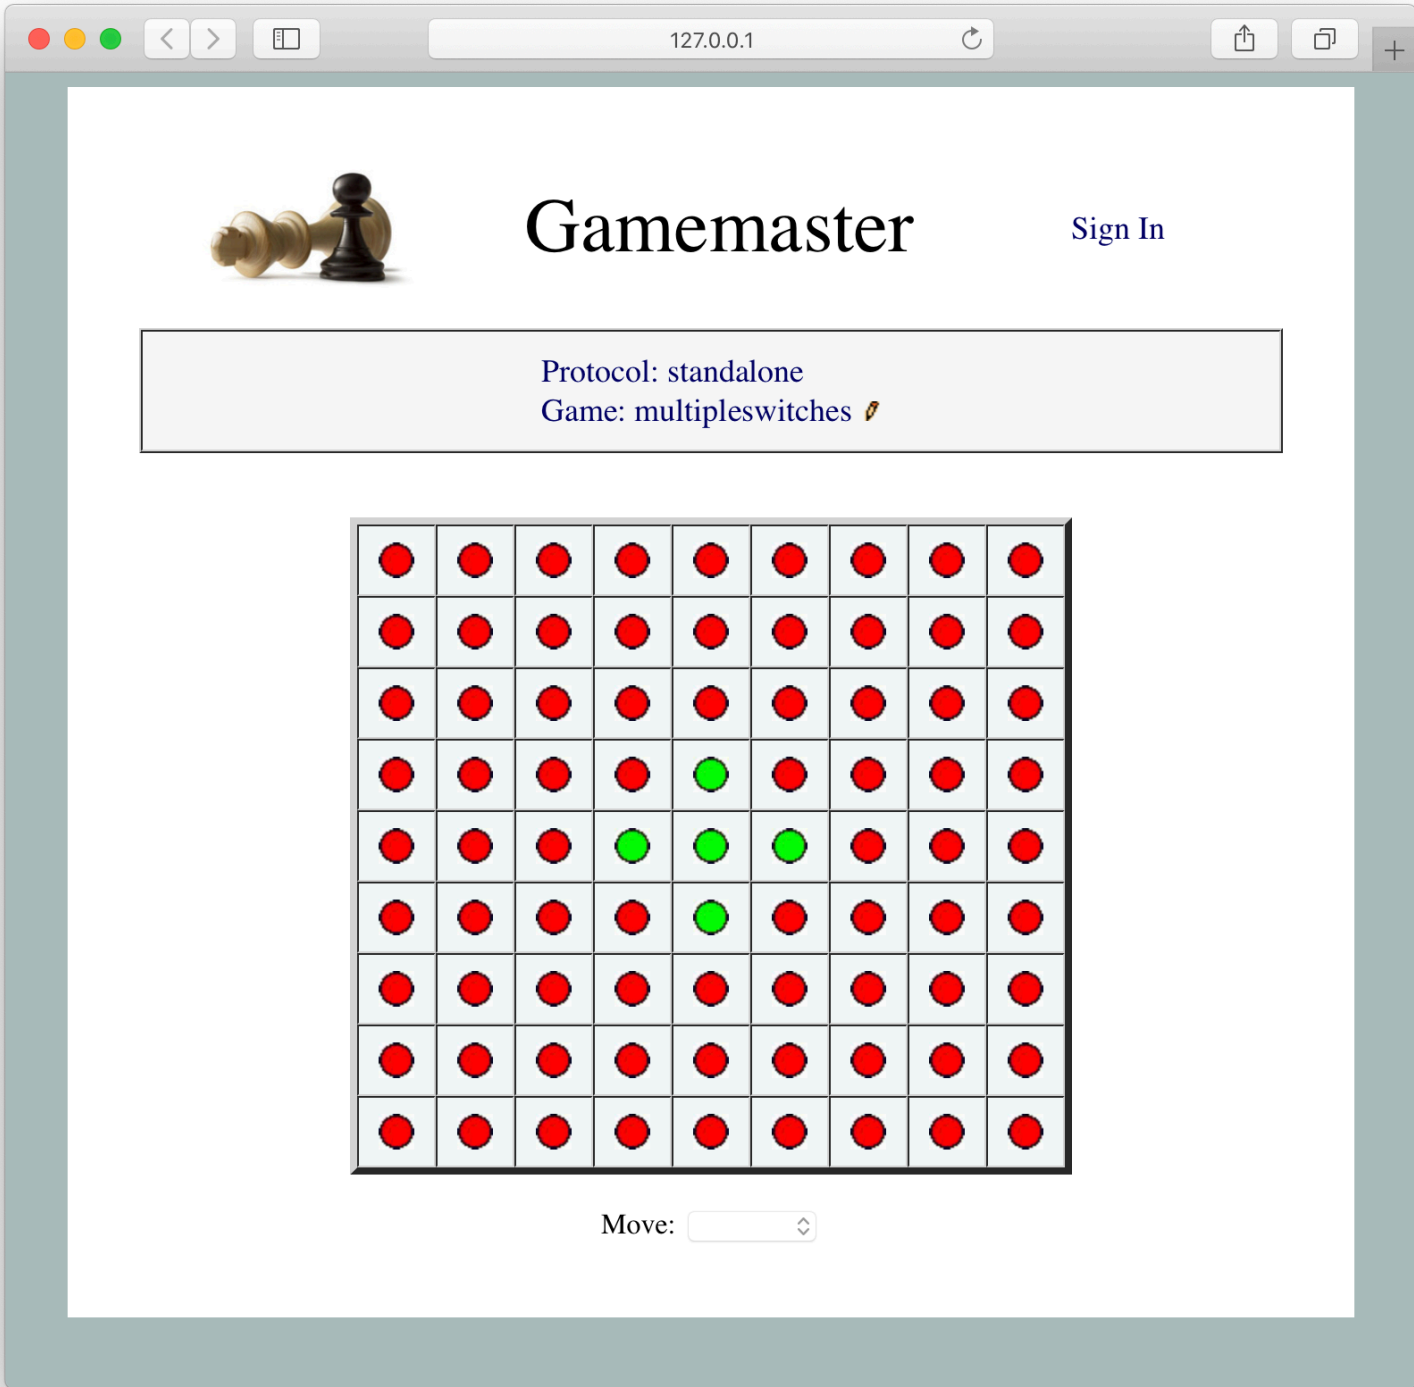 127.0.0.1
Gamemaster
Sign In
Protocol: standalone
Game: multipleswitches
Move: